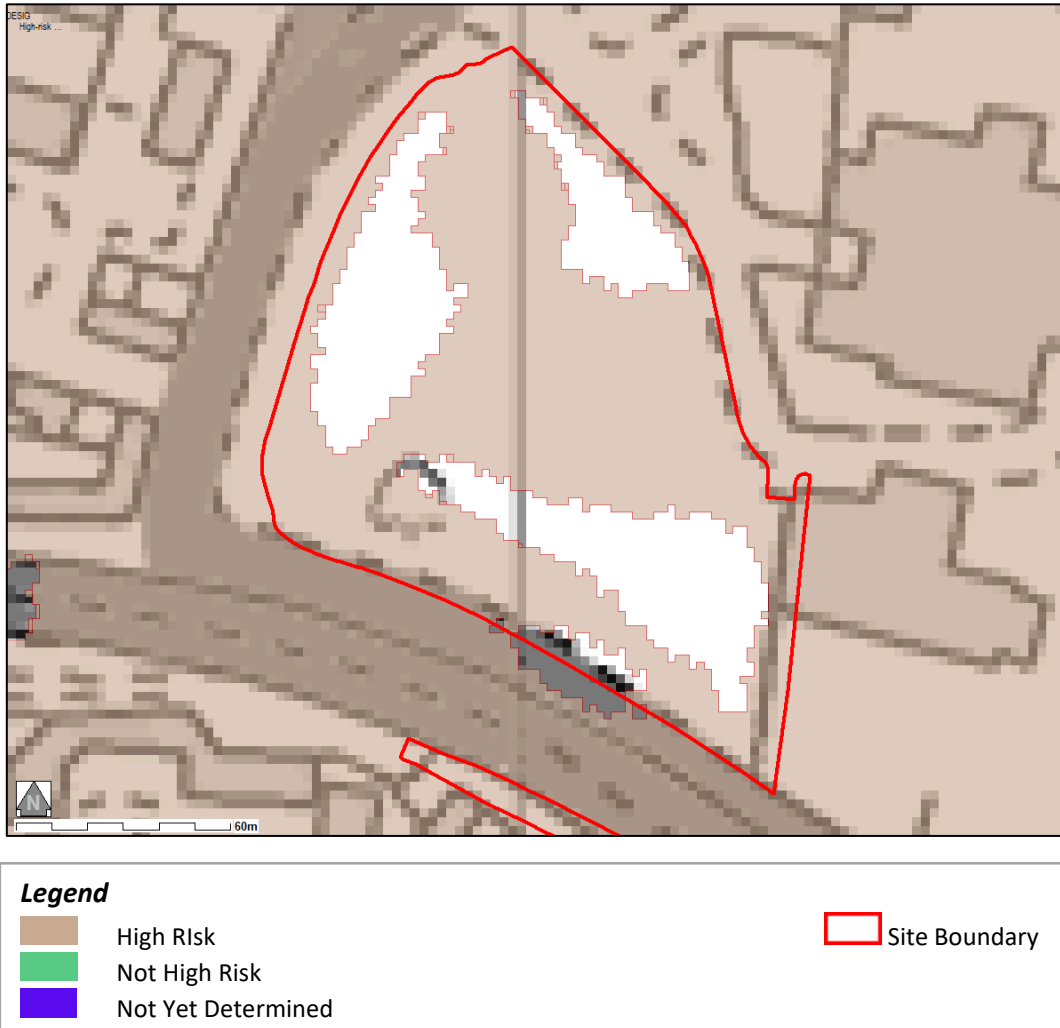 DESIG
High-risk ...
N
60m
Legend
High RIsk
Site Boundary
Not High Risk
Not Yet Determined